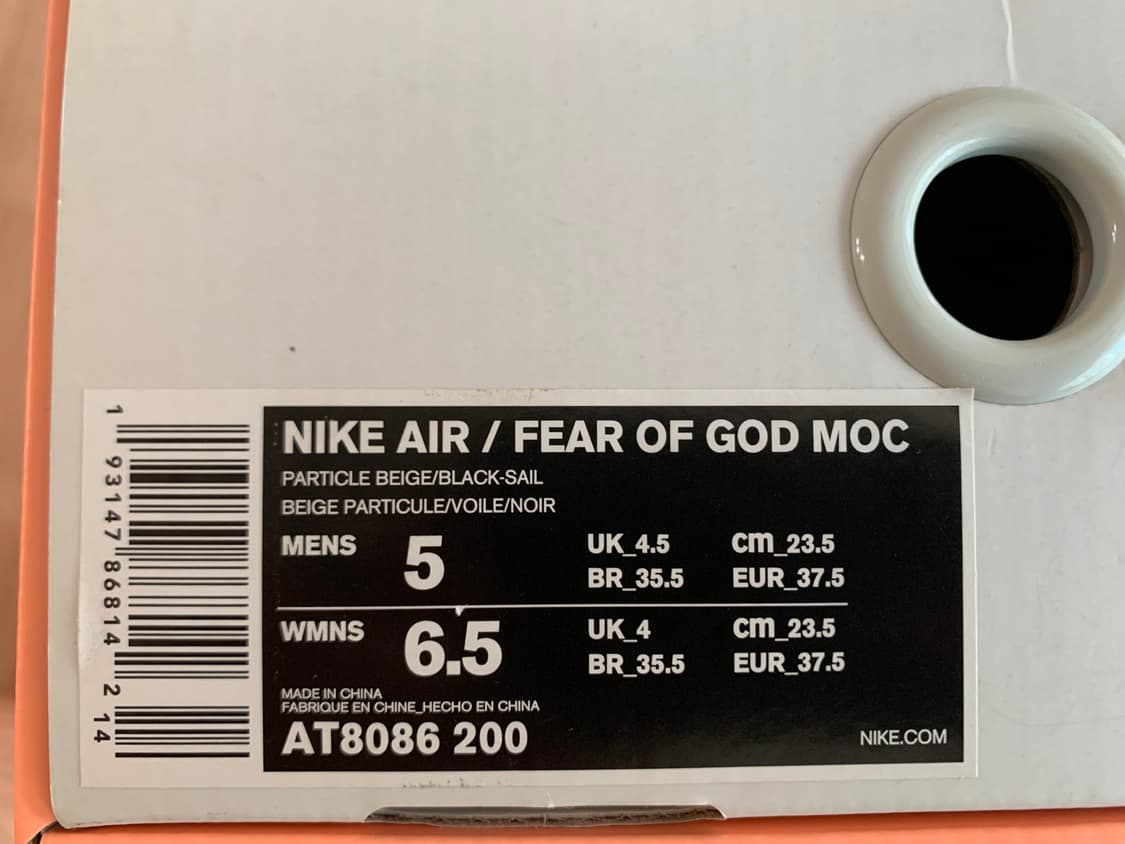 NIKE AIR / FEAR OF GOD MOC
PARTICLE BEIGE/BLACK-SAIL
BEIGE PARTICULE/VOILE/NOIR
MENS 5 UK_4.5 cm_23.5
BR_35.5 EUR_37.5
WMNS 6.5 UK_4 cm_23.5
BR_35.5 EUR_37.5
MADE IN CHINA
FABRIQUE EN CHINE_HECHO EN CHINA
AT8086 200
NIKE.COM
1 93147 86814 2 14